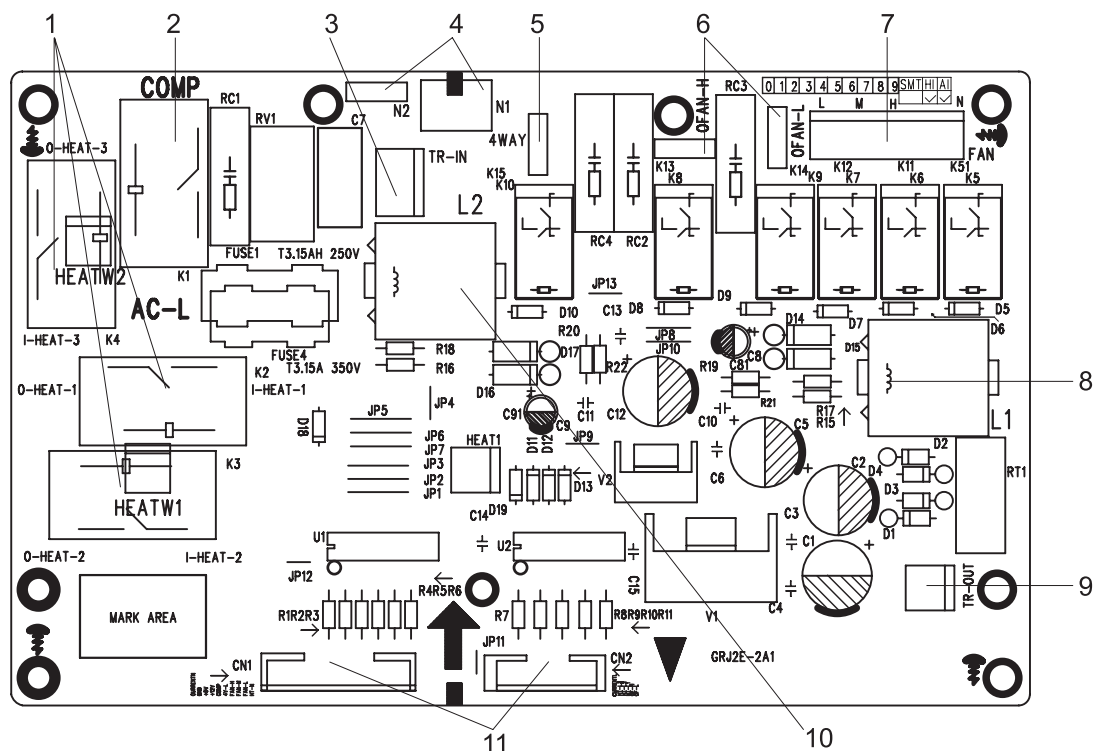 1 2 3 4 5 6 7
COMP
RC1
RV1
C7
N2
N1
4WAY
TR-IN
OFAN-H
RC3
OFAN-L
0 1 2 3 4 5 6 7 8 9 SMT HI AI
L M H N
FAN
O-HEAT-3
K15
K10
K13
K8
K14
K9
K12
K7
K11
K6
K51
K5
L2
RC4 RC2
HEATW2
K1
FUSE1 T3.15AH 250V
AC-L
JP13
C13
D10
D8
D9
D5
D6
I-HEAT-3
K4
FUSE4
T3.15A 350V
R18
R16
R20
D17
R22
JP8
JP10
R19
C81
C8
D14
D7
D15
8
O-HEAT-1
K2
I-HEAT-1
D16
JP4
C91
C9
C11
C12
C10
R21
R17
R15
L1
D18
JP5
JP6
JP7
JP3
JP2
JP1
HEAT1
D11
D12
JP9
C5
D2
K3
D19
D13
V2
C6
C2
D4
D3
RT1
HEATW1
C14
C3
D1
O-HEAT-2
I-HEAT-2
U1
U2
C15
C1
JP12
R4R5R6
C4
TR-OUT
9
MARK AREA
R1R2R3
R7
R8R9R10R11
V1
JP11
GRJ2E-2A1
CN1
CN2
11
10